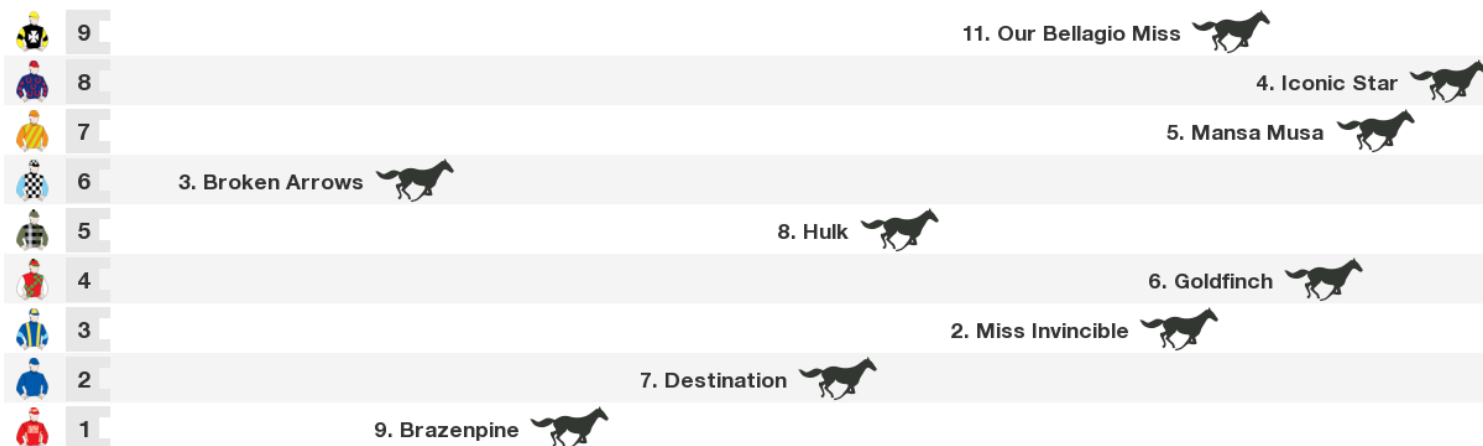 9 11. Our Bellagio Miss
8 4. Iconic Star
7 5. Mansa Musa
6 3. Broken Arrows
5 8. Hulk
4 6. Goldfinch
3 2. Miss Invincible
2 7. Destination
1 9. Brazenpine